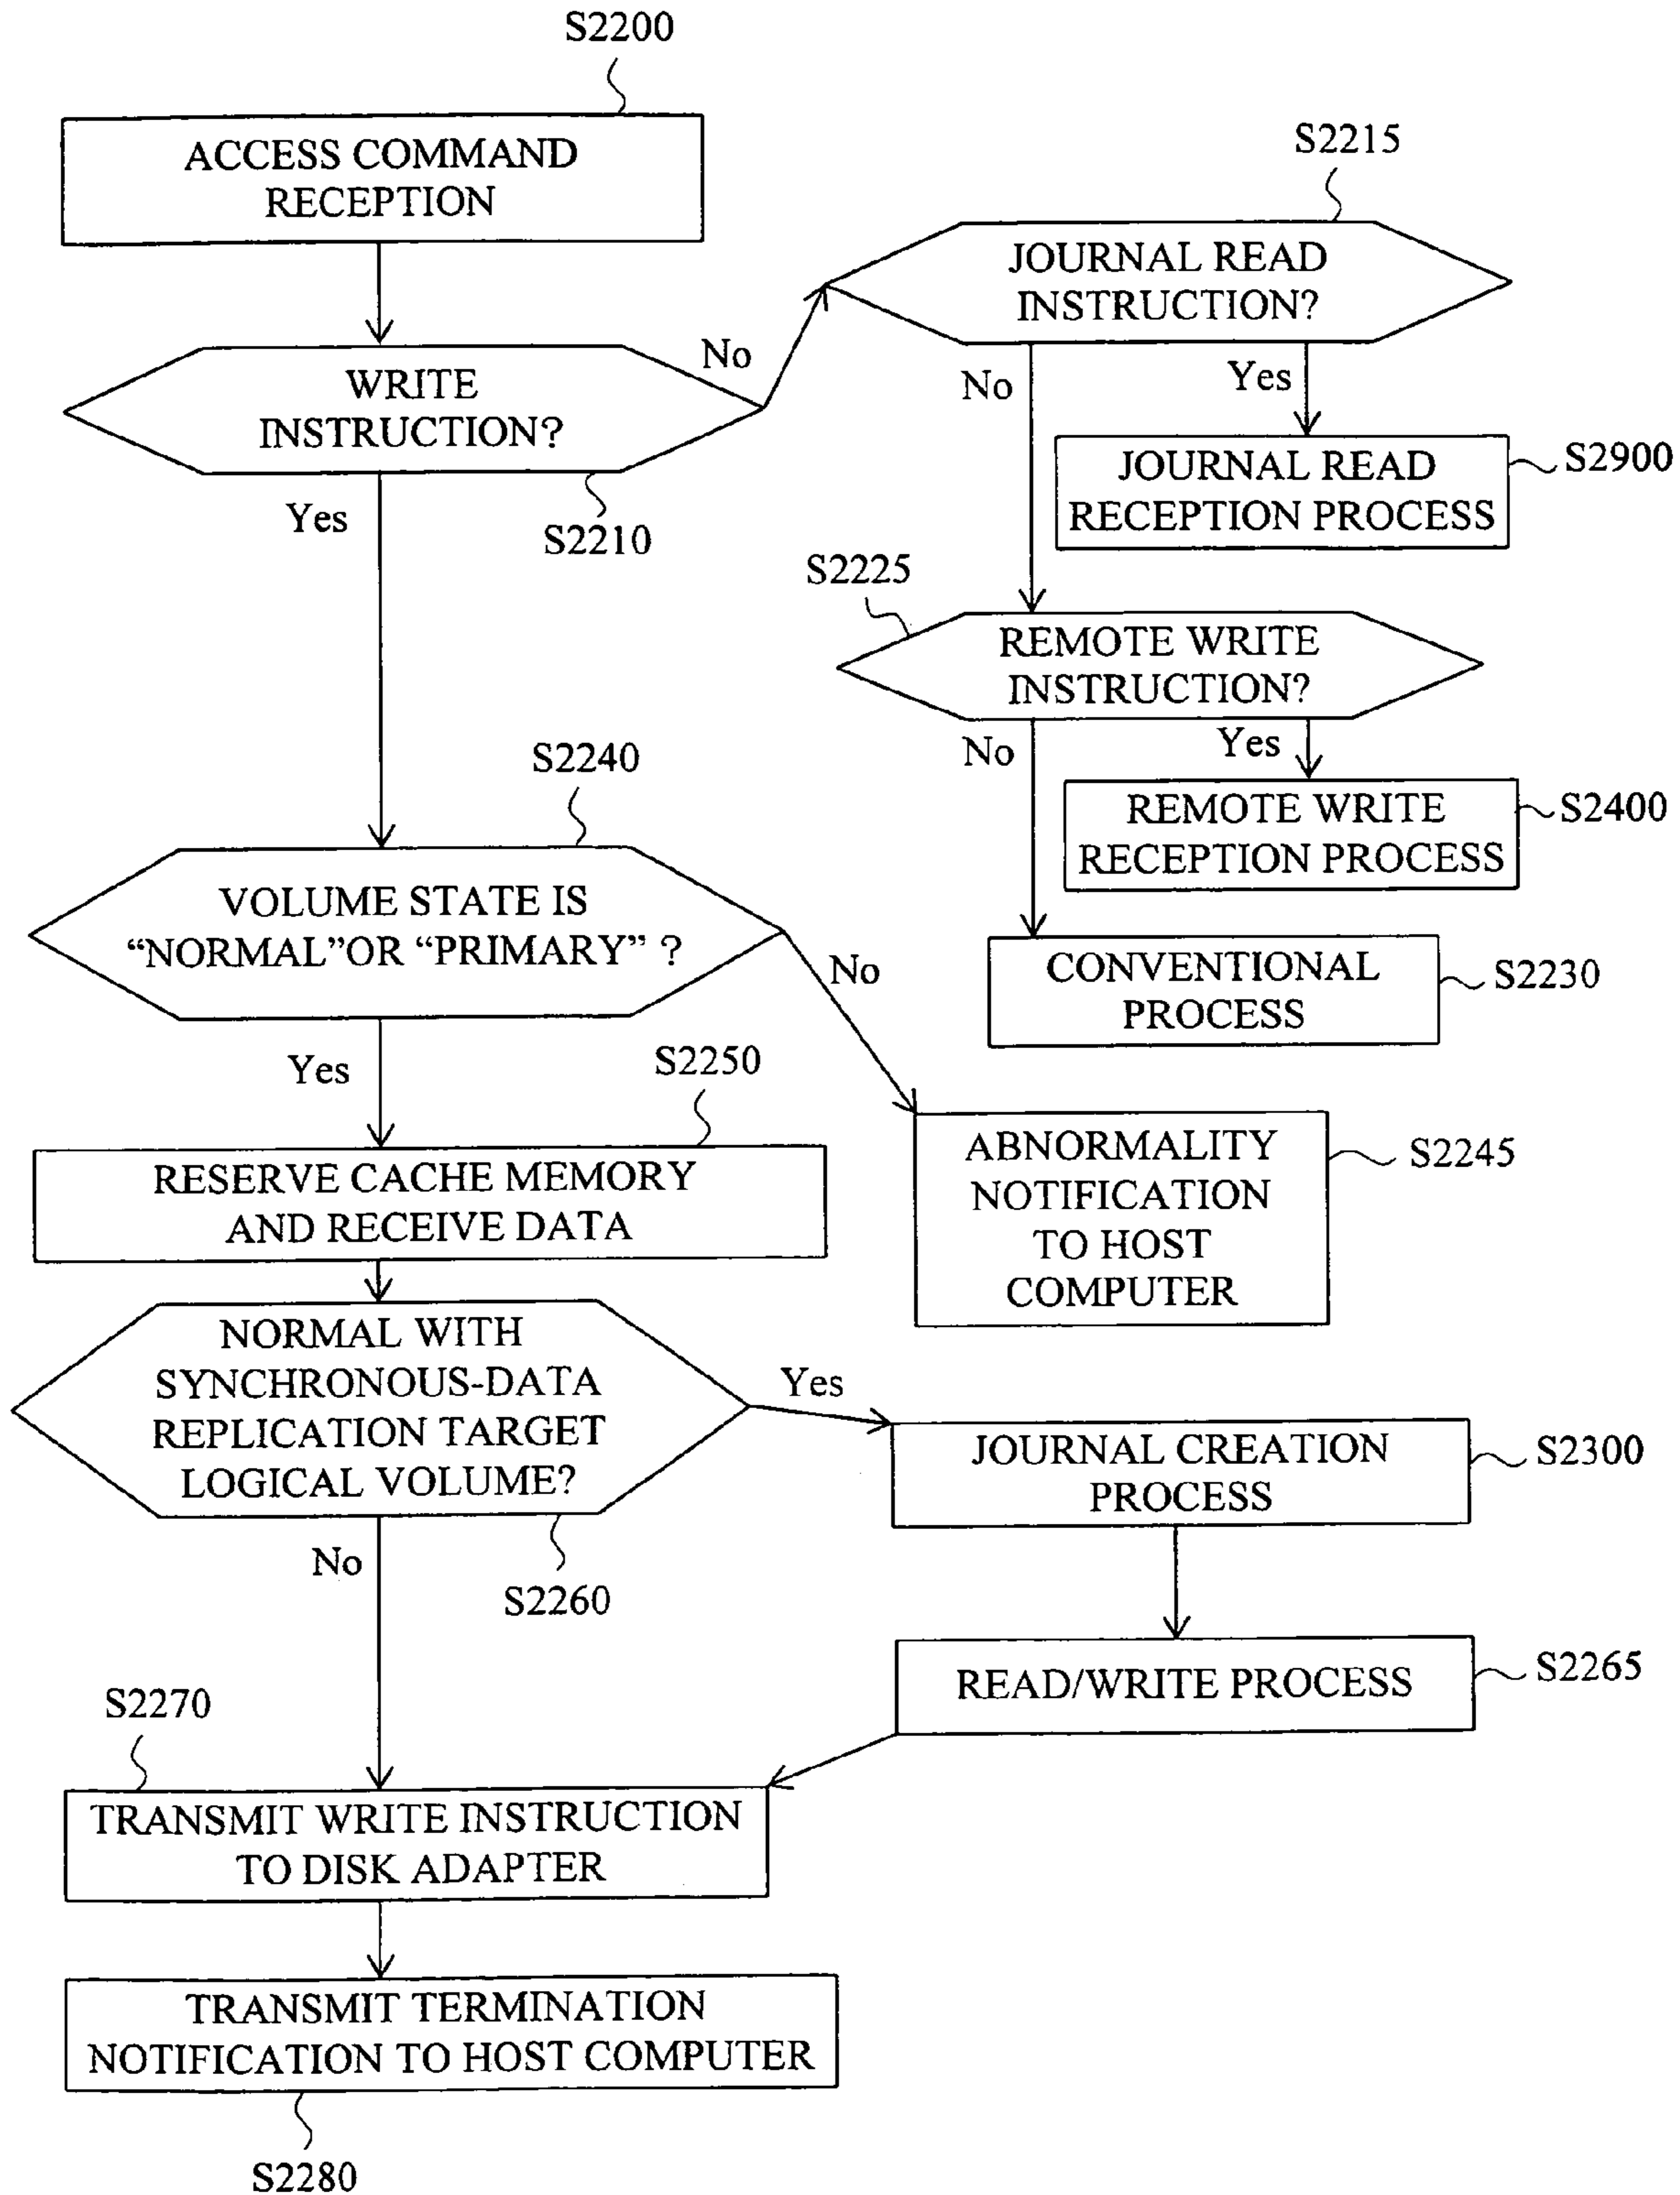 S2200
ACCESS COMMAND
RECEPTION
S2215
JOURNAL READ
INSTRUCTION?
No
WRITE
INSTRUCTION?
Yes
S2210
No
Yes
JOURNAL READ
RECEPTION PROCESS
S2900
S2225
REMOTE WRITE
INSTRUCTION?
No
Yes
REMOTE WRITE
RECEPTION PROCESS
S2400
CONVENTIONAL
PROCESS
S2230
S2240
VOLUME STATE IS
“NORMAL”OR “PRIMARY” ?
No
Yes
S2250
RESERVE CACHE MEMORY
AND RECEIVE DATA
ABNORMALITY
NOTIFICATION
TO HOST
COMPUTER
S2245
NORMAL WITH
SYNCHRONOUS-DATA
REPLICATION TARGET
LOGICAL VOLUME?
Yes
No
S2260
JOURNAL CREATION
PROCESS
S2300
READ/WRITE PROCESS
S2265
S2270
TRANSMIT WRITE INSTRUCTION
TO DISK ADAPTER
TRANSMIT TERMINATION
NOTIFICATION TO HOST COMPUTER
S2280